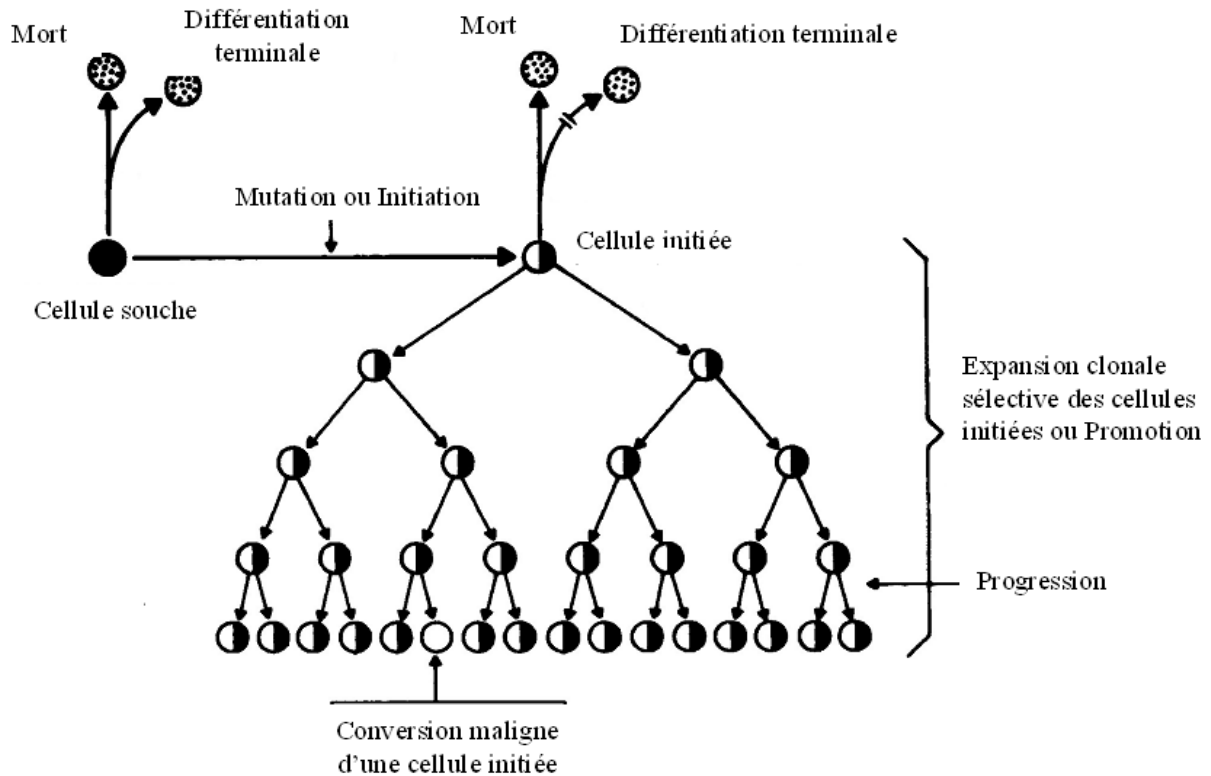 Mort
Différentiation
terminale
Mort
Différentiation terminale
Mutation ou Initiation
Cellule initiée
Cellule souche
Expansion clonale
sélective des cellules
initiées ou Promotion
Progression
Conversion maligne
d'une cellule initiée